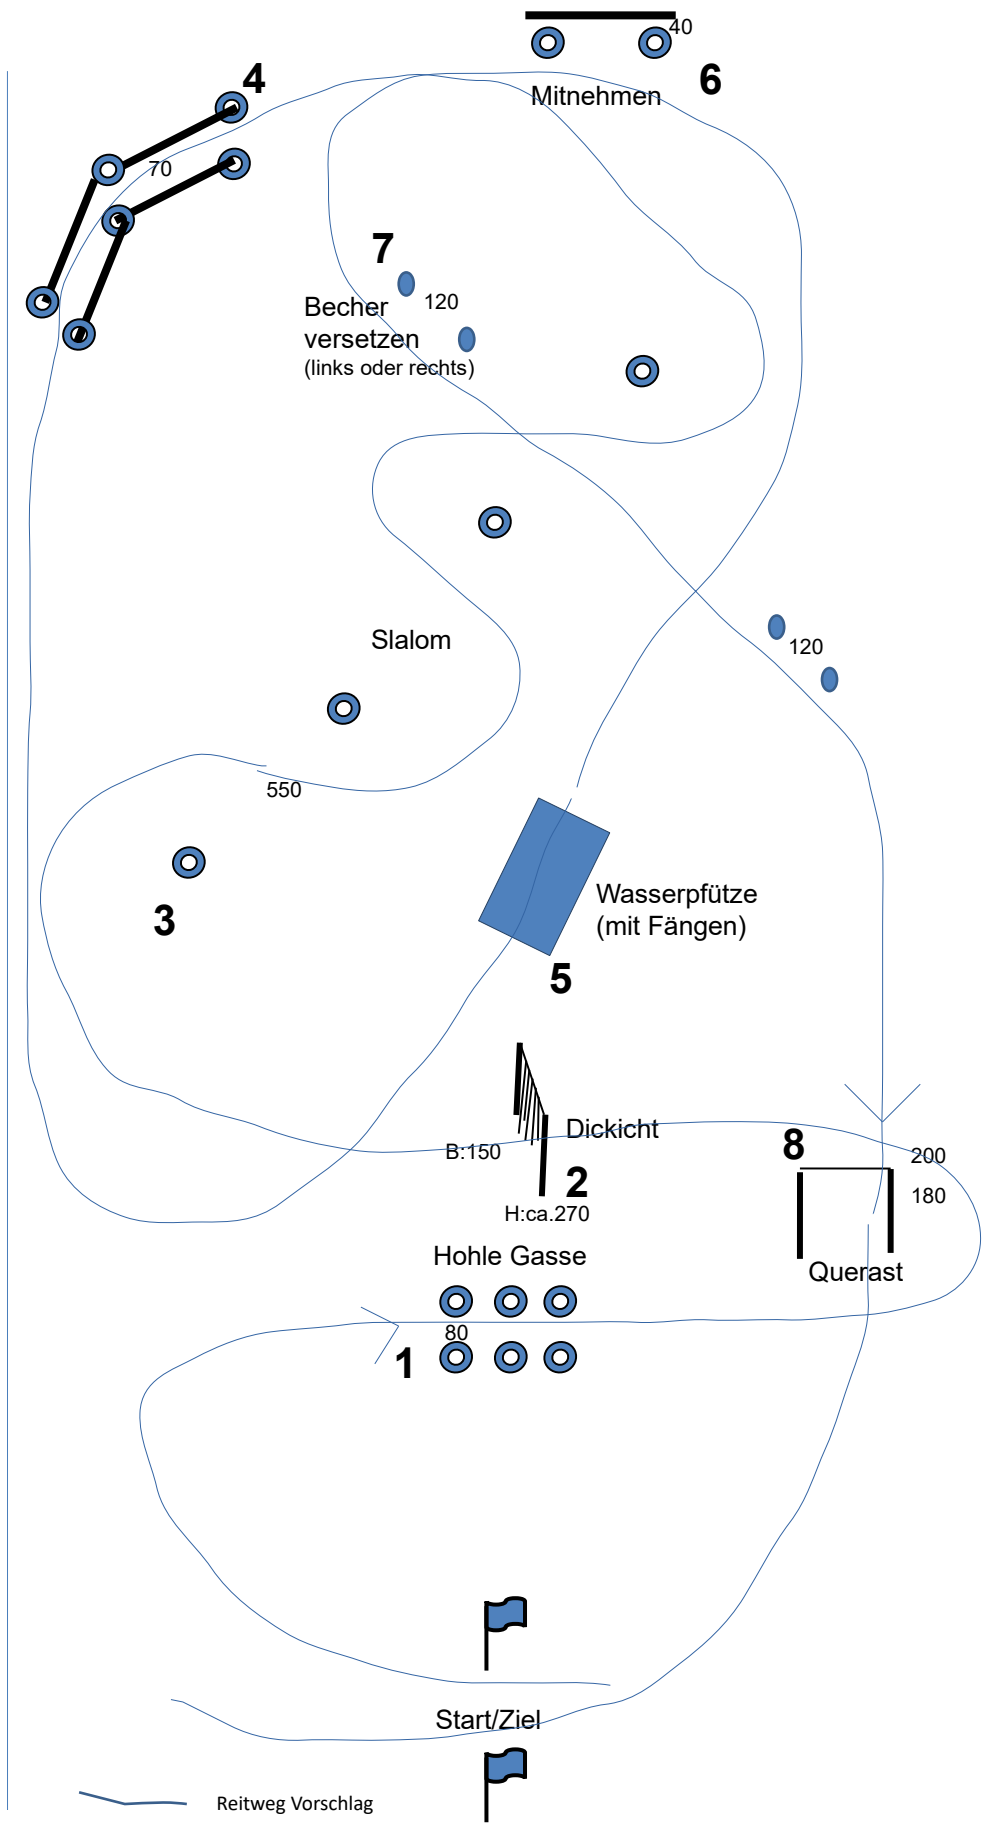 40
4
6
Mitnehmen
70
7
120
Becher
versetzen
(links oder rechts)
120
Slalom
550
Wasserpfütze
(mit Fängen)
3
5
Dickicht
8
B:150
200
2
180
H:ca.270
Hohle Gasse
Querast
80
1
Start/Ziel
Reitweg Vorschlag